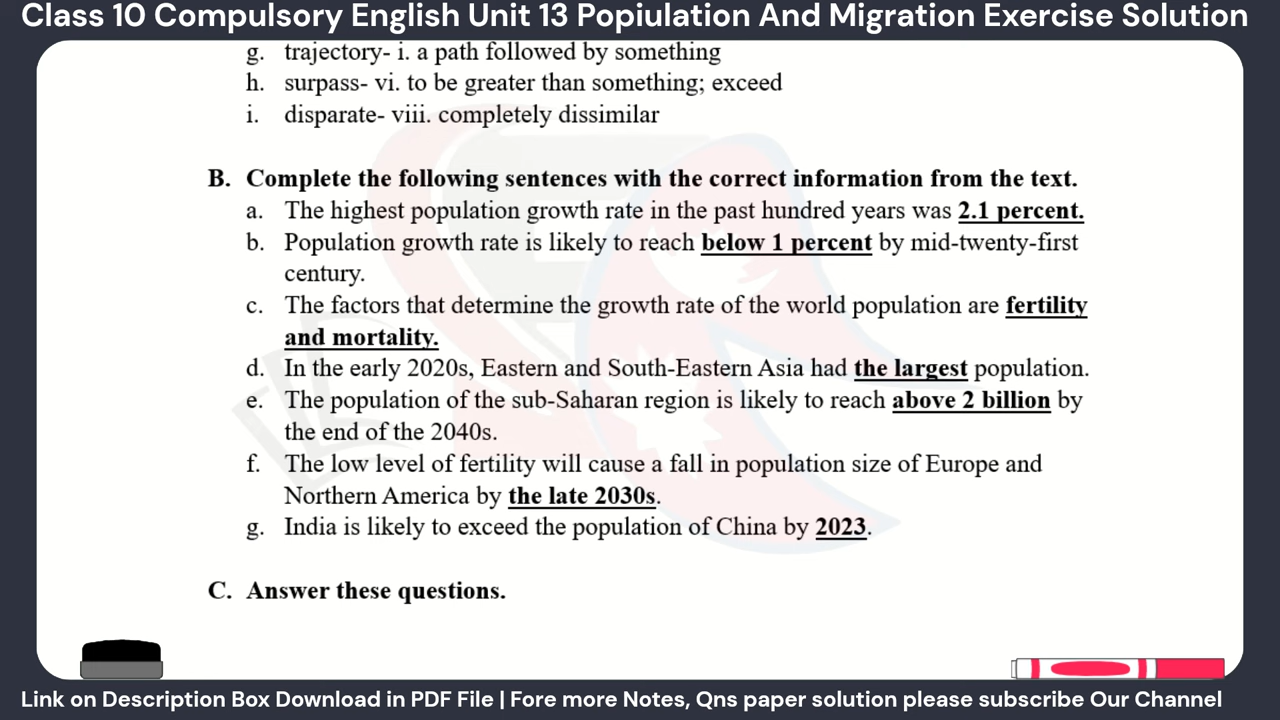 Class 10 Compulsory English Unit 13 Popiulation And Migration Exercise Solution
g. trajectory- i. a path followed by something
h. surpass- vi. to be greater than something; exceed
i. disparate- viii. completely dissimilar
B. Complete the following sentences with the correct information from the text.
a. The highest population growth rate in the past hundred years was 2.1 percent.
b. Population growth rate is likely to reach below 1 percent by mid-twenty-first
century.
c. The factors that determine the growth rate of the world population are fertility
and mortality.
d. In the early 2020s, Eastern and South-Eastern Asia had the largest population.
e. The population of the sub-Saharan region is likely to reach above 2 billion by
the end of the 2040s.
f. The low level of fertility will cause a fall in population size of Europe and
Northern America by the late 2030s.
g. India is likely to exceed the population of China by 2023.
C. Answer these questions.
Link on Description Box Download in PDF File | Fore more Notes, Qns paper solution please subscribe Our Channel